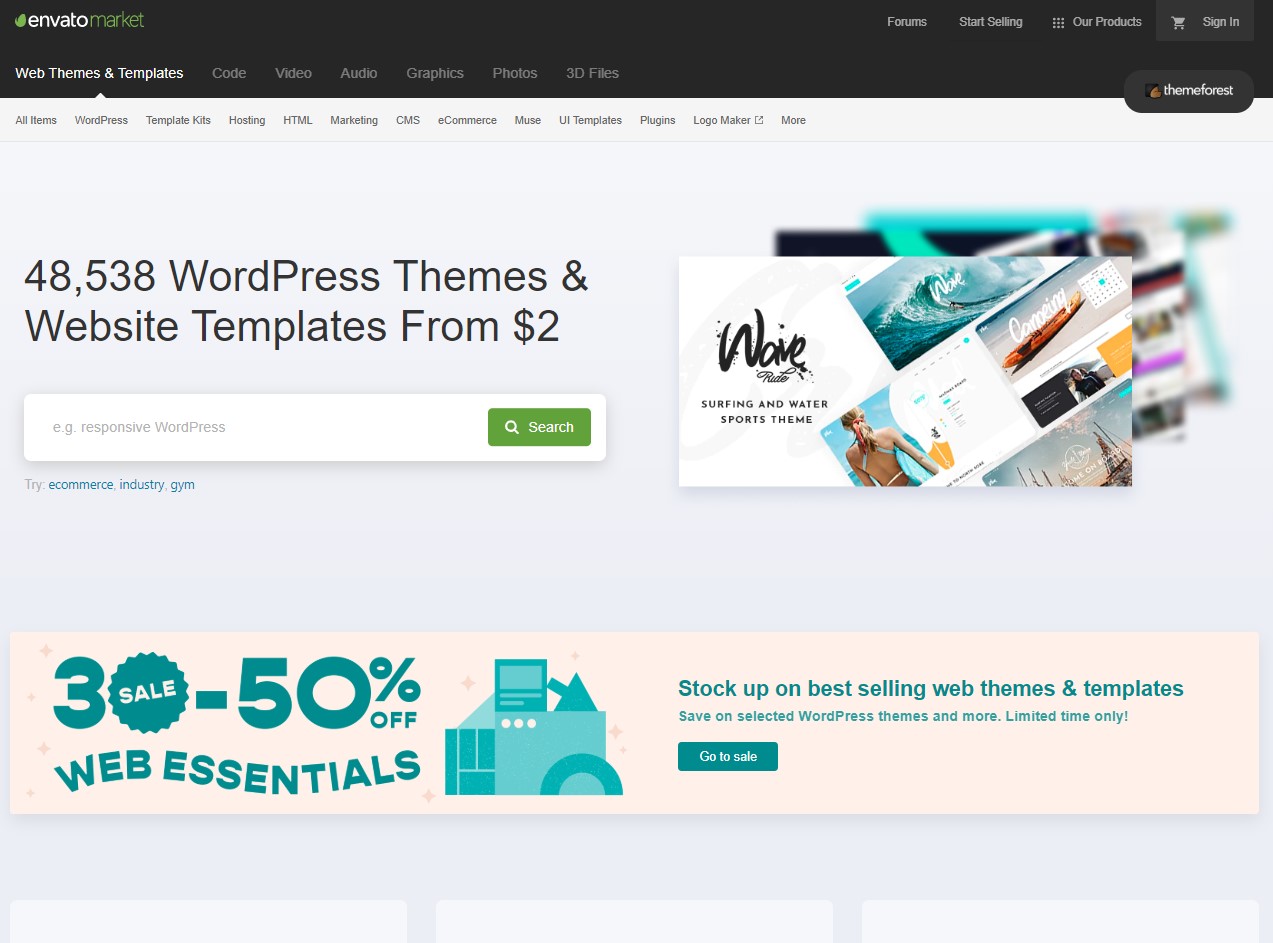 envato market
Forums Start Selling Our Products Sign In
Web Themes & Templates Code Video Audio Graphics Photos 3D Files
themeforest
All Items WordPress Template Kits Hosting HTML Marketing CMS eCommerce Muse UI Templates Plugins Logo Maker More
48,538 WordPress Themes &
Website Templates From $2
e.g. responsive WordPress
Search
Try: ecommerce, industry, gym
Wave
Ride
SURFING AND WATER
SPORTS THEME
Wave
Camping
30-50%
SALE
OFF
WEB ESSENTIALS
Stock up on best selling web themes & templates
Save on selected WordPress themes and more. Limited time only!
Go to sale